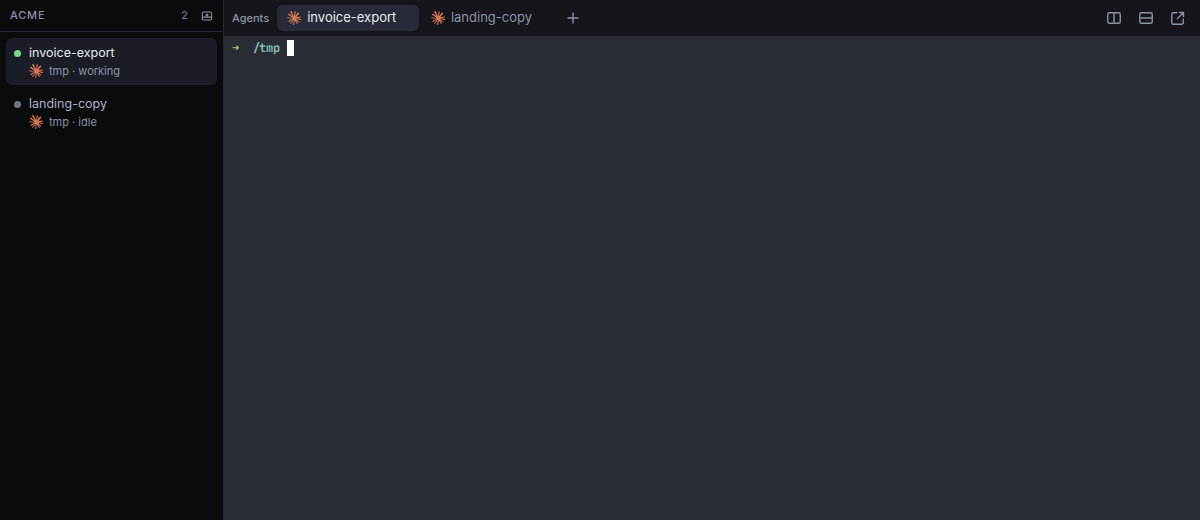 ACME 2
invoice-export
tmp · working
landing-copy
tmp · idle
Agents invoice-export landing-copy
→ /tmp